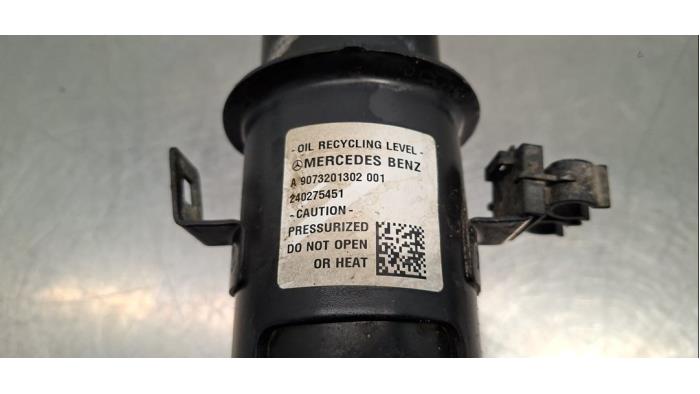 - OIL RECYCLING LEVEL -
MERCEDES BENZ
A 9073201302 001
240275451
- CAUTION -
PRESSURIZED
DO NOT OPEN
OR HEAT